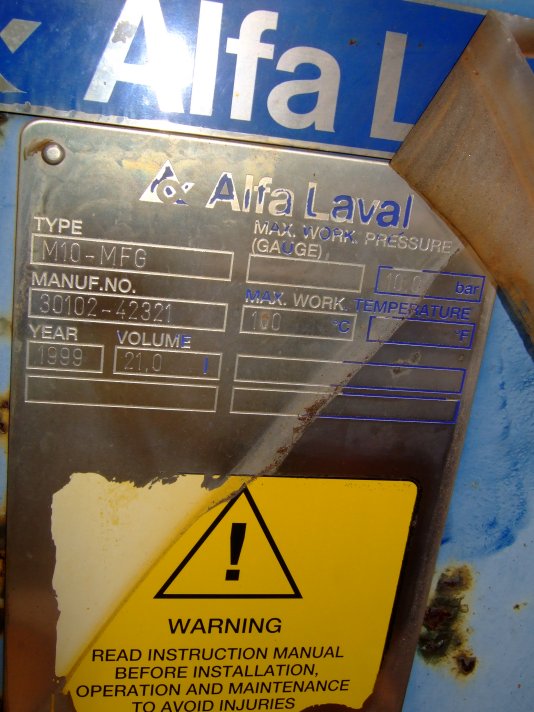 Alfa L
Alfa Laval
TYPE
M10-MFG
MAX. WORK. PRESSURE
(GAUGE)
10,0 bar
MANUF.NO.
30102-42321
MAX. WORK. TEMPERATURE
°C
°F
YEAR
1999
VOLUME
21,0 l
!
WARNING
READ INSTRUCTION MANUAL
BEFORE INSTALLATION,
OPERATION AND MAINTENANCE
TO AVOID INJURIES